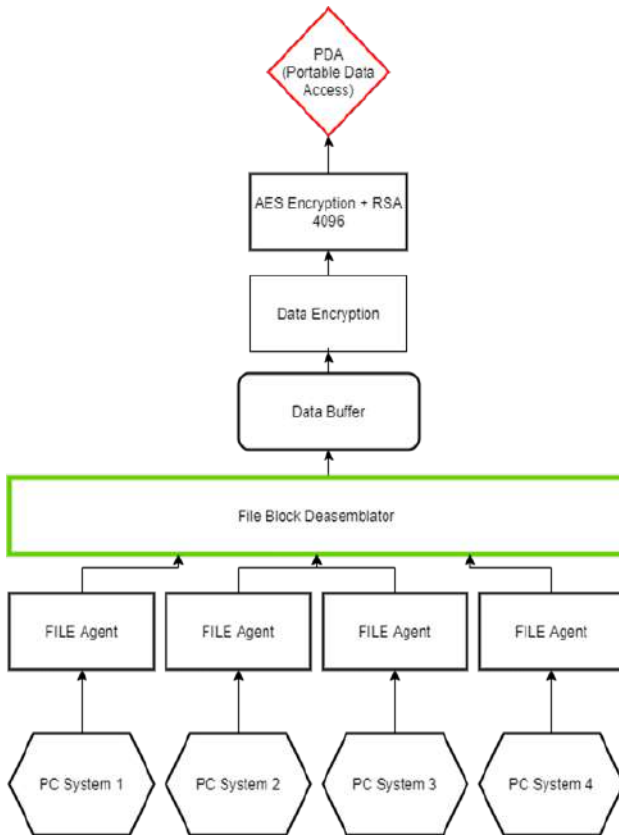 PDA
(Portable Data
Access)
AES Encryption + RSA
4096
Data Encryption
Data Buffer
File Block Deasemblator
FILE Agent
FILE Agent
FILE Agent
FILE Agent
PC System 1
PC System 2
PC System 3
PC System 4